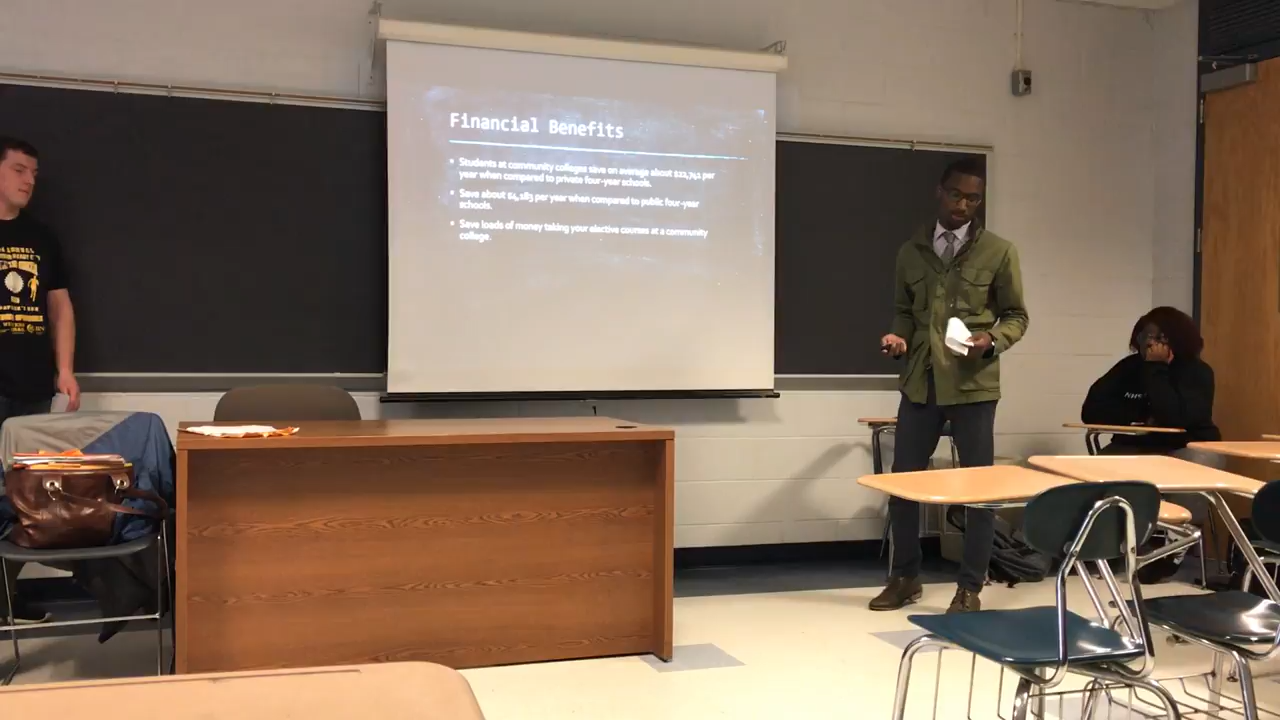 Financial Benefits
Students at community colleges save on average about $22,741 per
year when compared to private four-year schools.
Save about $4,283 per year when compared to public four-year
schools.
Save loads of money taking your elective courses at a community
college.